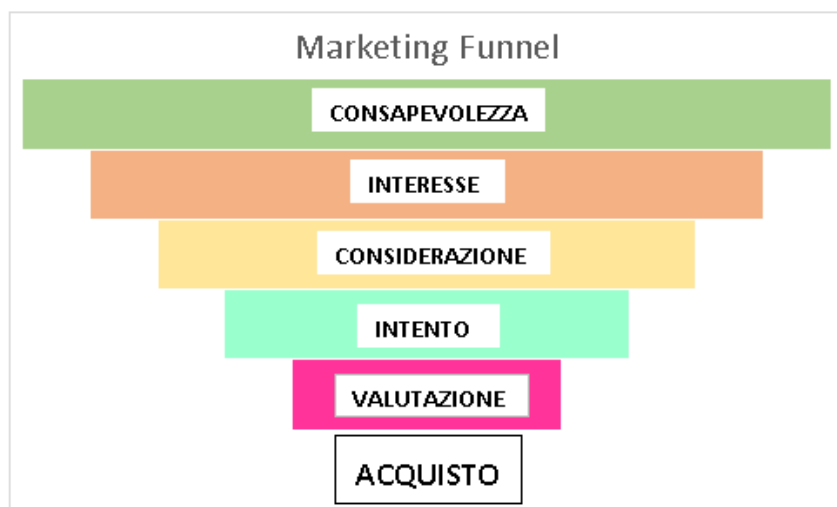 Marketing Funnel
CONSAPEVOLEZZA
INTERESSE
CONSIDERAZIONE
INTENTO
VALUTAZIONE
ACQUISTO